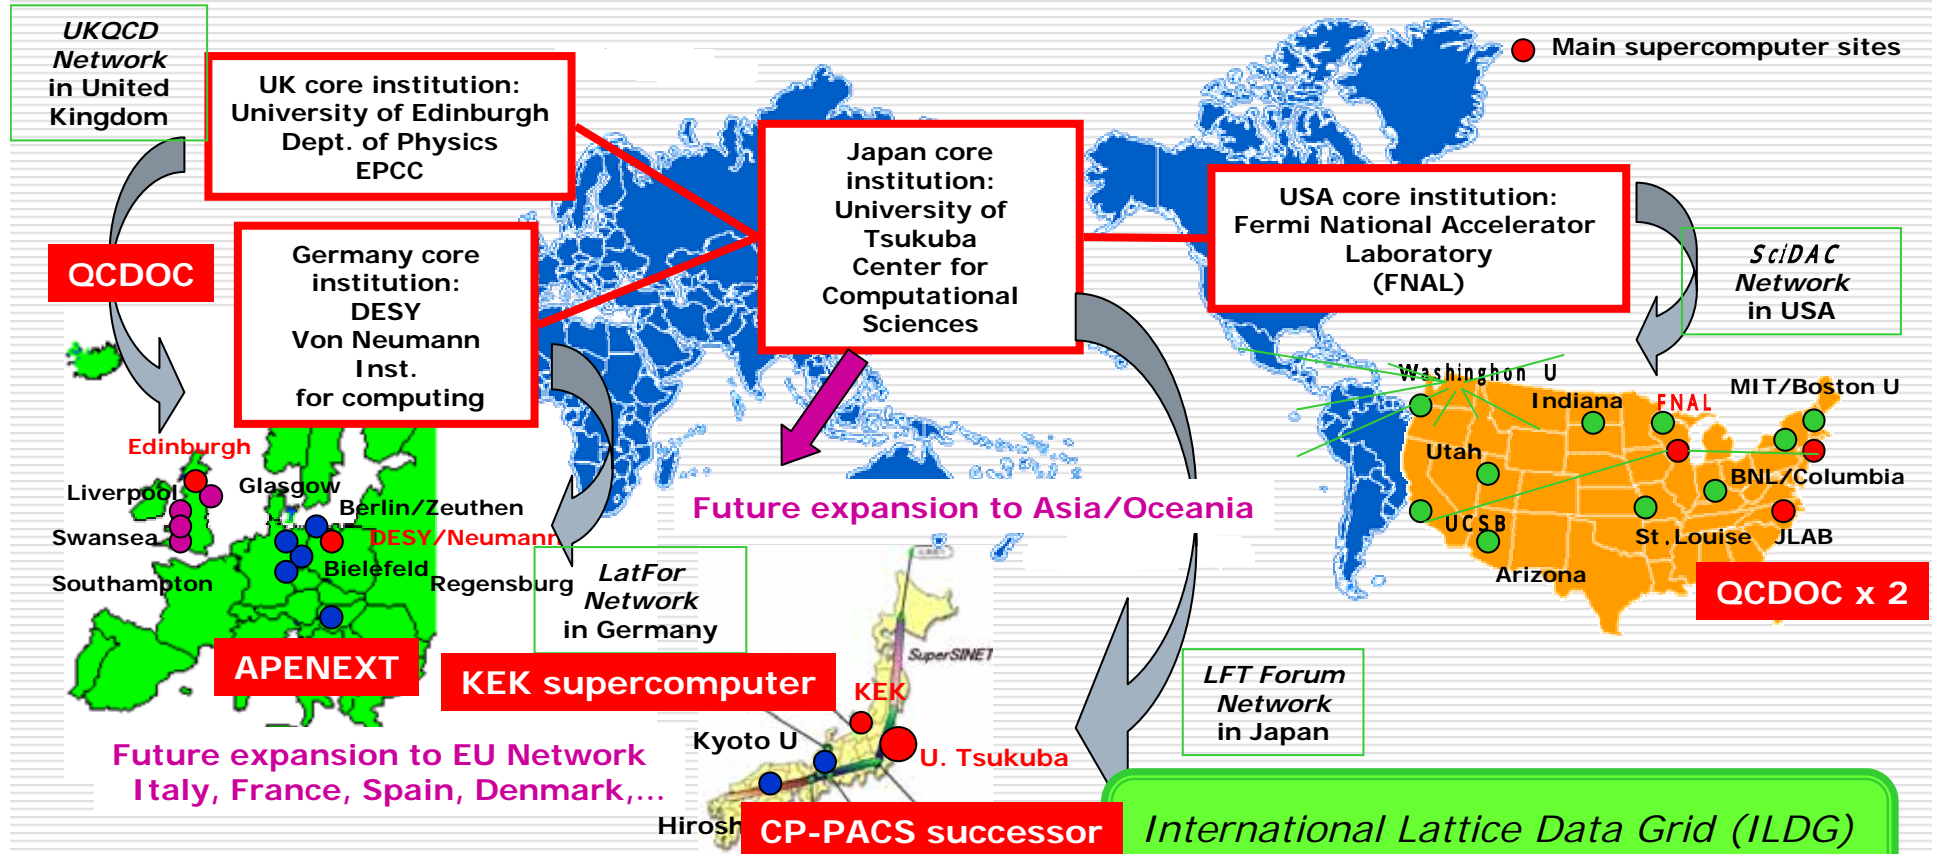 UKQCD
Network
in United
Kingdom
UK core institution:
University of Edinburgh
Dept. of Physics
EPCC
Main supercomputer sites
Japan core
institution:
University of
Tsukuba
Center for
Computational
Sciences
USA core institution:
Fermi National Accelerator
Laboratory
(FNAL)
QCDOC
Germany core
institution:
DESY
Von Neumann
Inst.
for computing
SciDAC
Network
in USA
Washinghon U
Indiana
FNAL
MIT/Boston U
Utah
BNL/Columbia
UCSB
St.Louise
JLAB
Arizona
QCDOC x 2
Edinburgh
Glasgow
Liverpool
Berlin/Zeuthen
Swansea
DESY/Neumann
Bielefeld
Southampton
Regensburg
Future expansion to Asia/Oceania
LatFor
Network
in Germany
APENEXT
KEK supercomputer
SuperSINET
KEK
Kyoto U
U. Tsukuba
LFT Forum
Network
in Japan
Future expansion to EU Network
Italy, France, Spain, Denmark,...
Hirosh
CP-PACS successor
International Lattice Data Grid (ILDG)